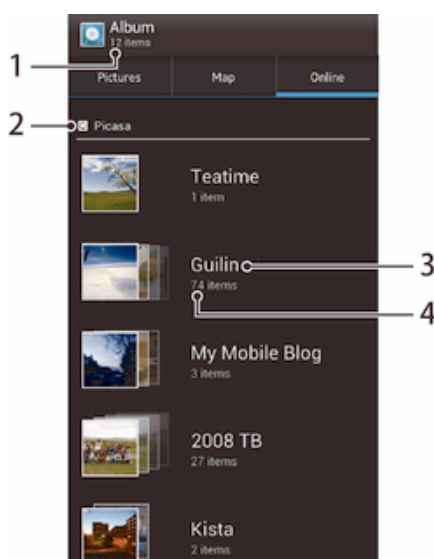 Album
12 items
1
Pictures Map Online
2
Picasa
Teatime
1 item
Guilin
3
74 items
4
My Mobile Blog
3 items
2008 TB
27 items
Kista
2 items